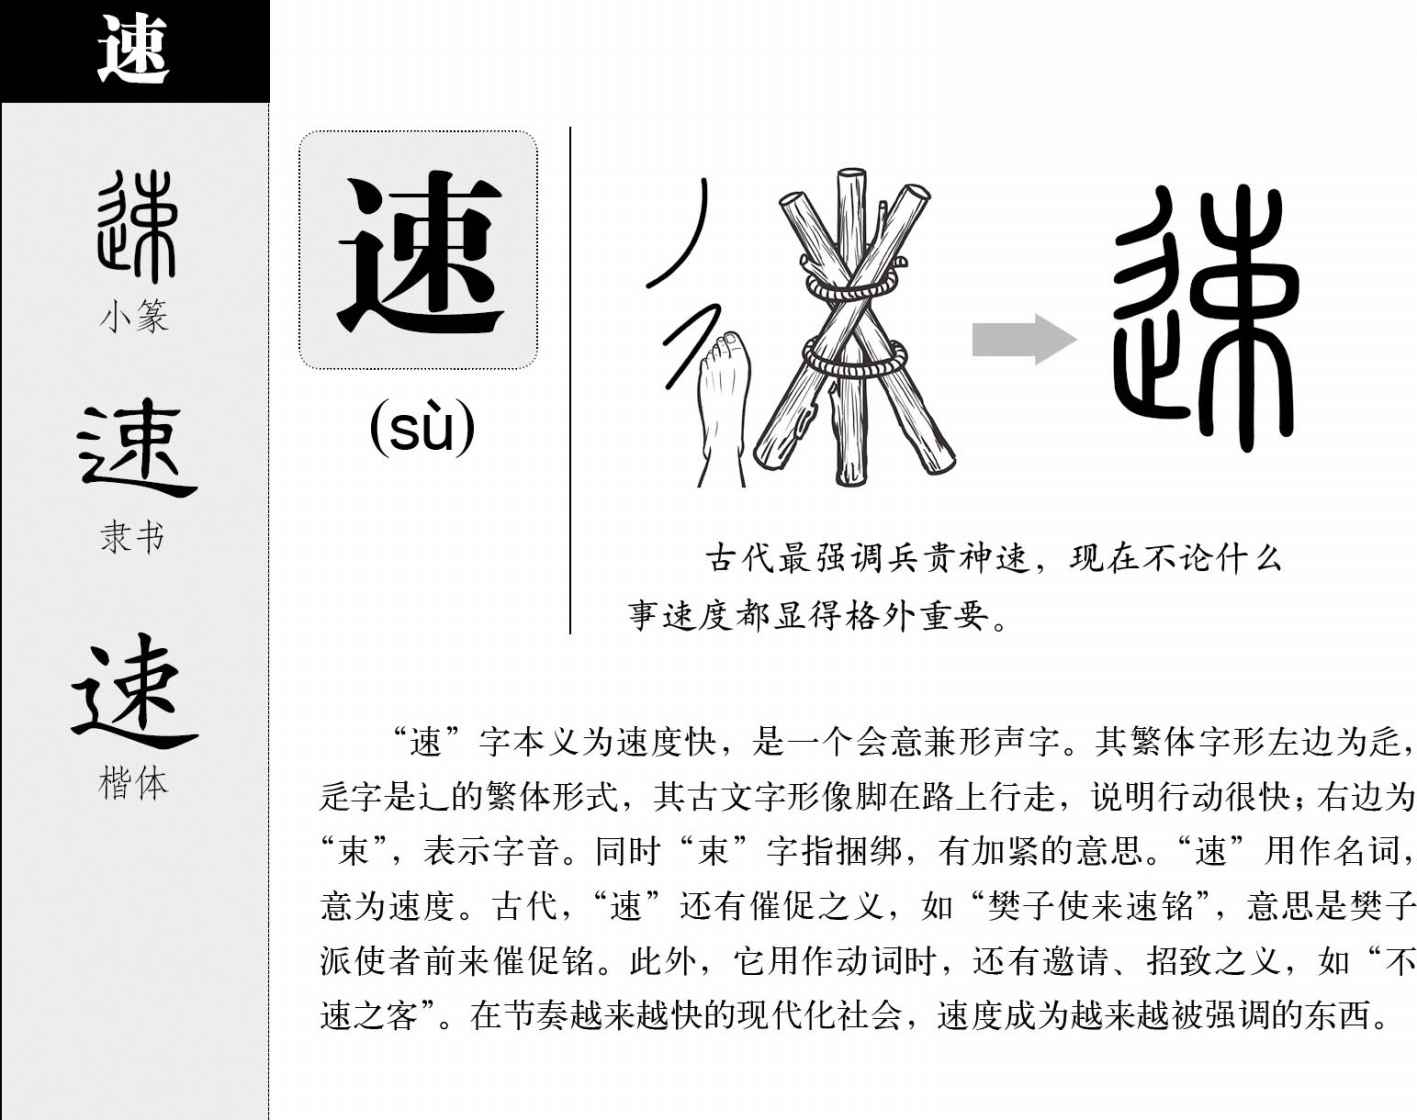 速
速
小篆
速
隶书
速
楷体
速
(sù)
速
古代最强调兵贵神速，现在不论什么
事速度都显得格外重要。
“速”字本义为速度快，是一个会意兼形声字。其繁体字形左边为辵，
辵字是辶的繁体形式，其古文字形像脚在路上行走，说明行动很快；右边为
“束”，表示字音。同时“束”字指捆绑，有加紧的意思。“速”用作名词，
意为速度。古代，“速”还有催促之义，如“樊子使来速铭”，意思是樊子
派使者前来催促铭。此外，它用作动词时，还有邀请、招致之义，如“不
速之客”。在节奏越来越快的现代化社会，速度成为越来越被强调的东西。